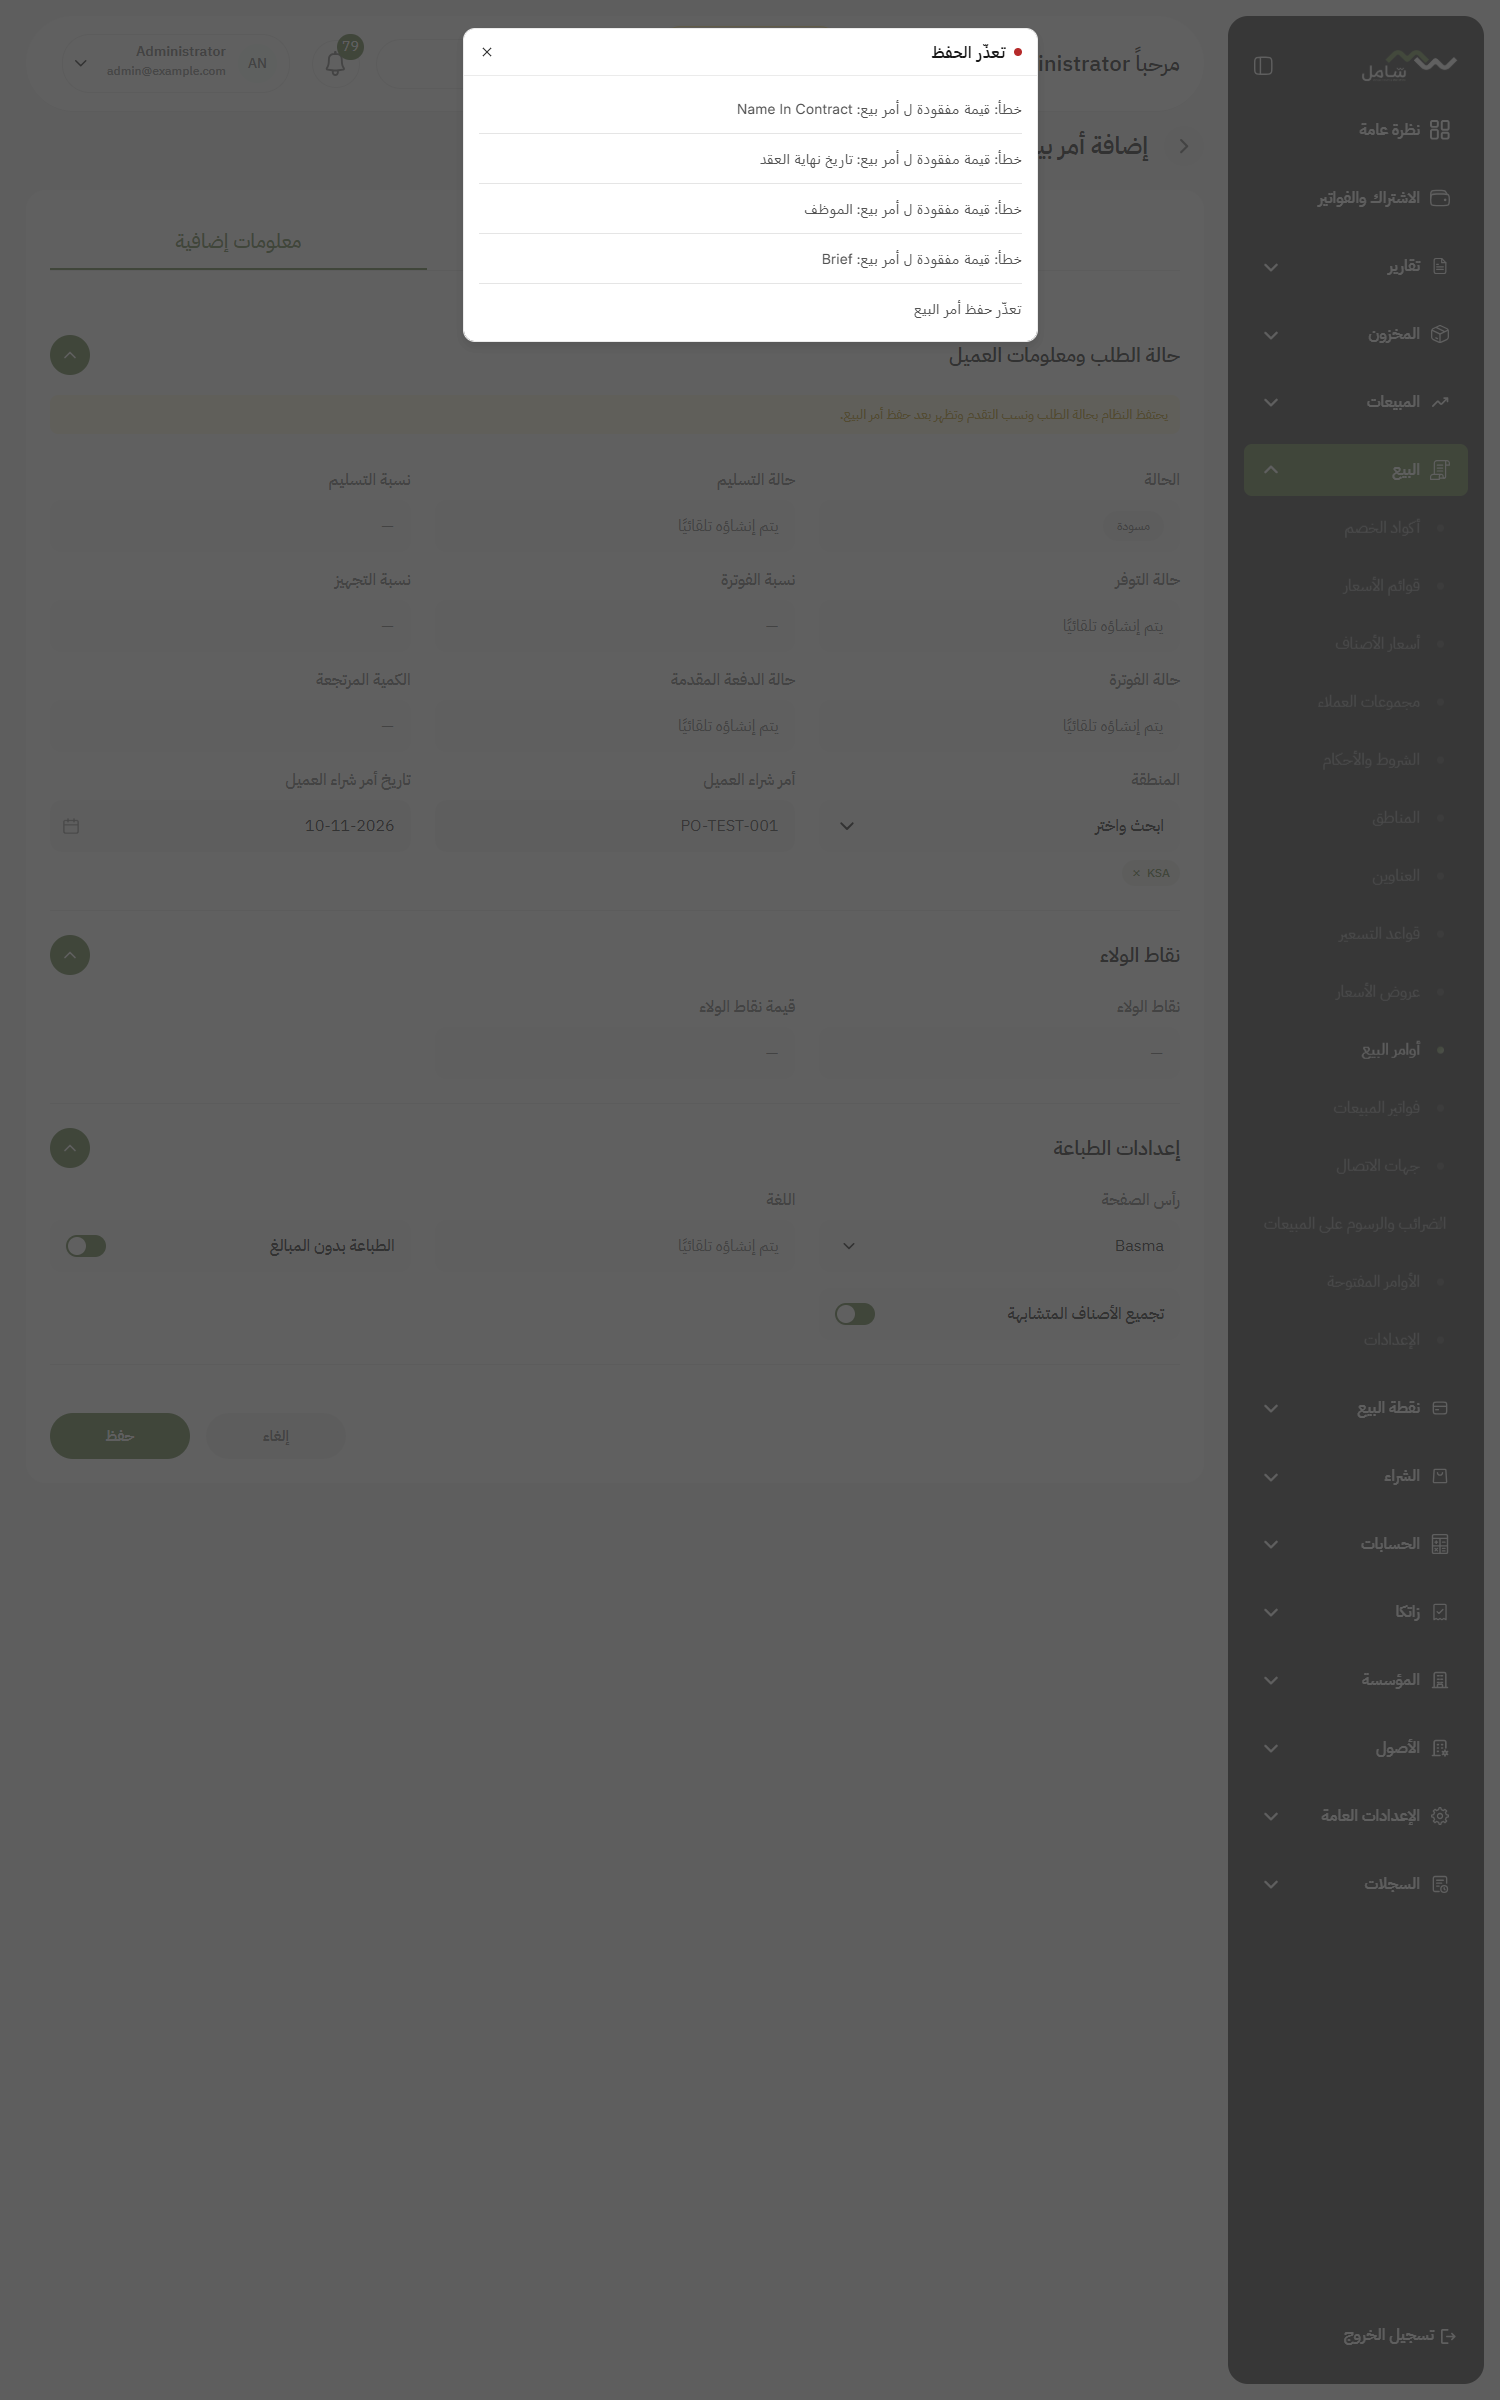 تعذّر الحفظ
خطأ: قيمة مفقودة ل أمر بيع: Name In Contract
خطأ: قيمة مفقودة ل أمر بيع: تاريخ نهاية العقد
خطأ: قيمة مفقودة ل أمر بيع: الموظف
خطأ: قيمة مفقودة ل أمر بيع: Brief
تعذّر حفظ أمر البيع
شامل
نظرة عامة
الاشتراك والفواتير
تقارير
المخزون
المبيعات
البيع
أكواد الخصم
قوائم الأسعار
أسعار الأصناف
مجموعات العملاء
الشروط والأحكام
المناطق
العناوين
قواعد التسعير
عروض الأسعار
أوامر البيع
فواتير المبيعات
جهات الاتصال
الضرائب والرسوم على المبيعات
الأوامر المفتوحة
الإعدادات
نقطة البيع
الشراء
الحسابات
زاتكا
المؤسسة
الأصول
الإعدادات العامة
السجلات
تسجيل الخروج
مرحباً inistrator
79
AN
Administrator
admin@example.com
إضافة أمر بي
معلومات إضافية
حالة الطلب ومعلومات العميل
يحتفظ النظام بحالة الطلب ونسب التقدم وتظهر بعد حفظ أمر البيع.
الحالة
حالة التسليم
نسبة التسليم
مسودة
يتم إنشاؤه تلقائيًا
—
حالة التوفر
نسبة الفوترة
نسبة التجهيز
يتم إنشاؤه تلقائيًا
—
—
حالة الفوترة
حالة الدفعة المقدمة
الكمية المرتجعة
يتم إنشاؤه تلقائيًا
يتم إنشاؤه تلقائيًا
—
المنطقة
أمر شراء العميل
تاريخ أمر شراء العميل
ابحث واختر
PO-TEST-001
10-11-2026
KSA ×
نقاط الولاء
نقاط الولاء
قيمة نقاط الولاء
—
—
إعدادات الطباعة
رأس الصفحة
اللغة
Basma
يتم إنشاؤه تلقائيًا
الطباعة بدون المبالغ
تجميع الأصناف المتشابهة
إلغاء
حفظ